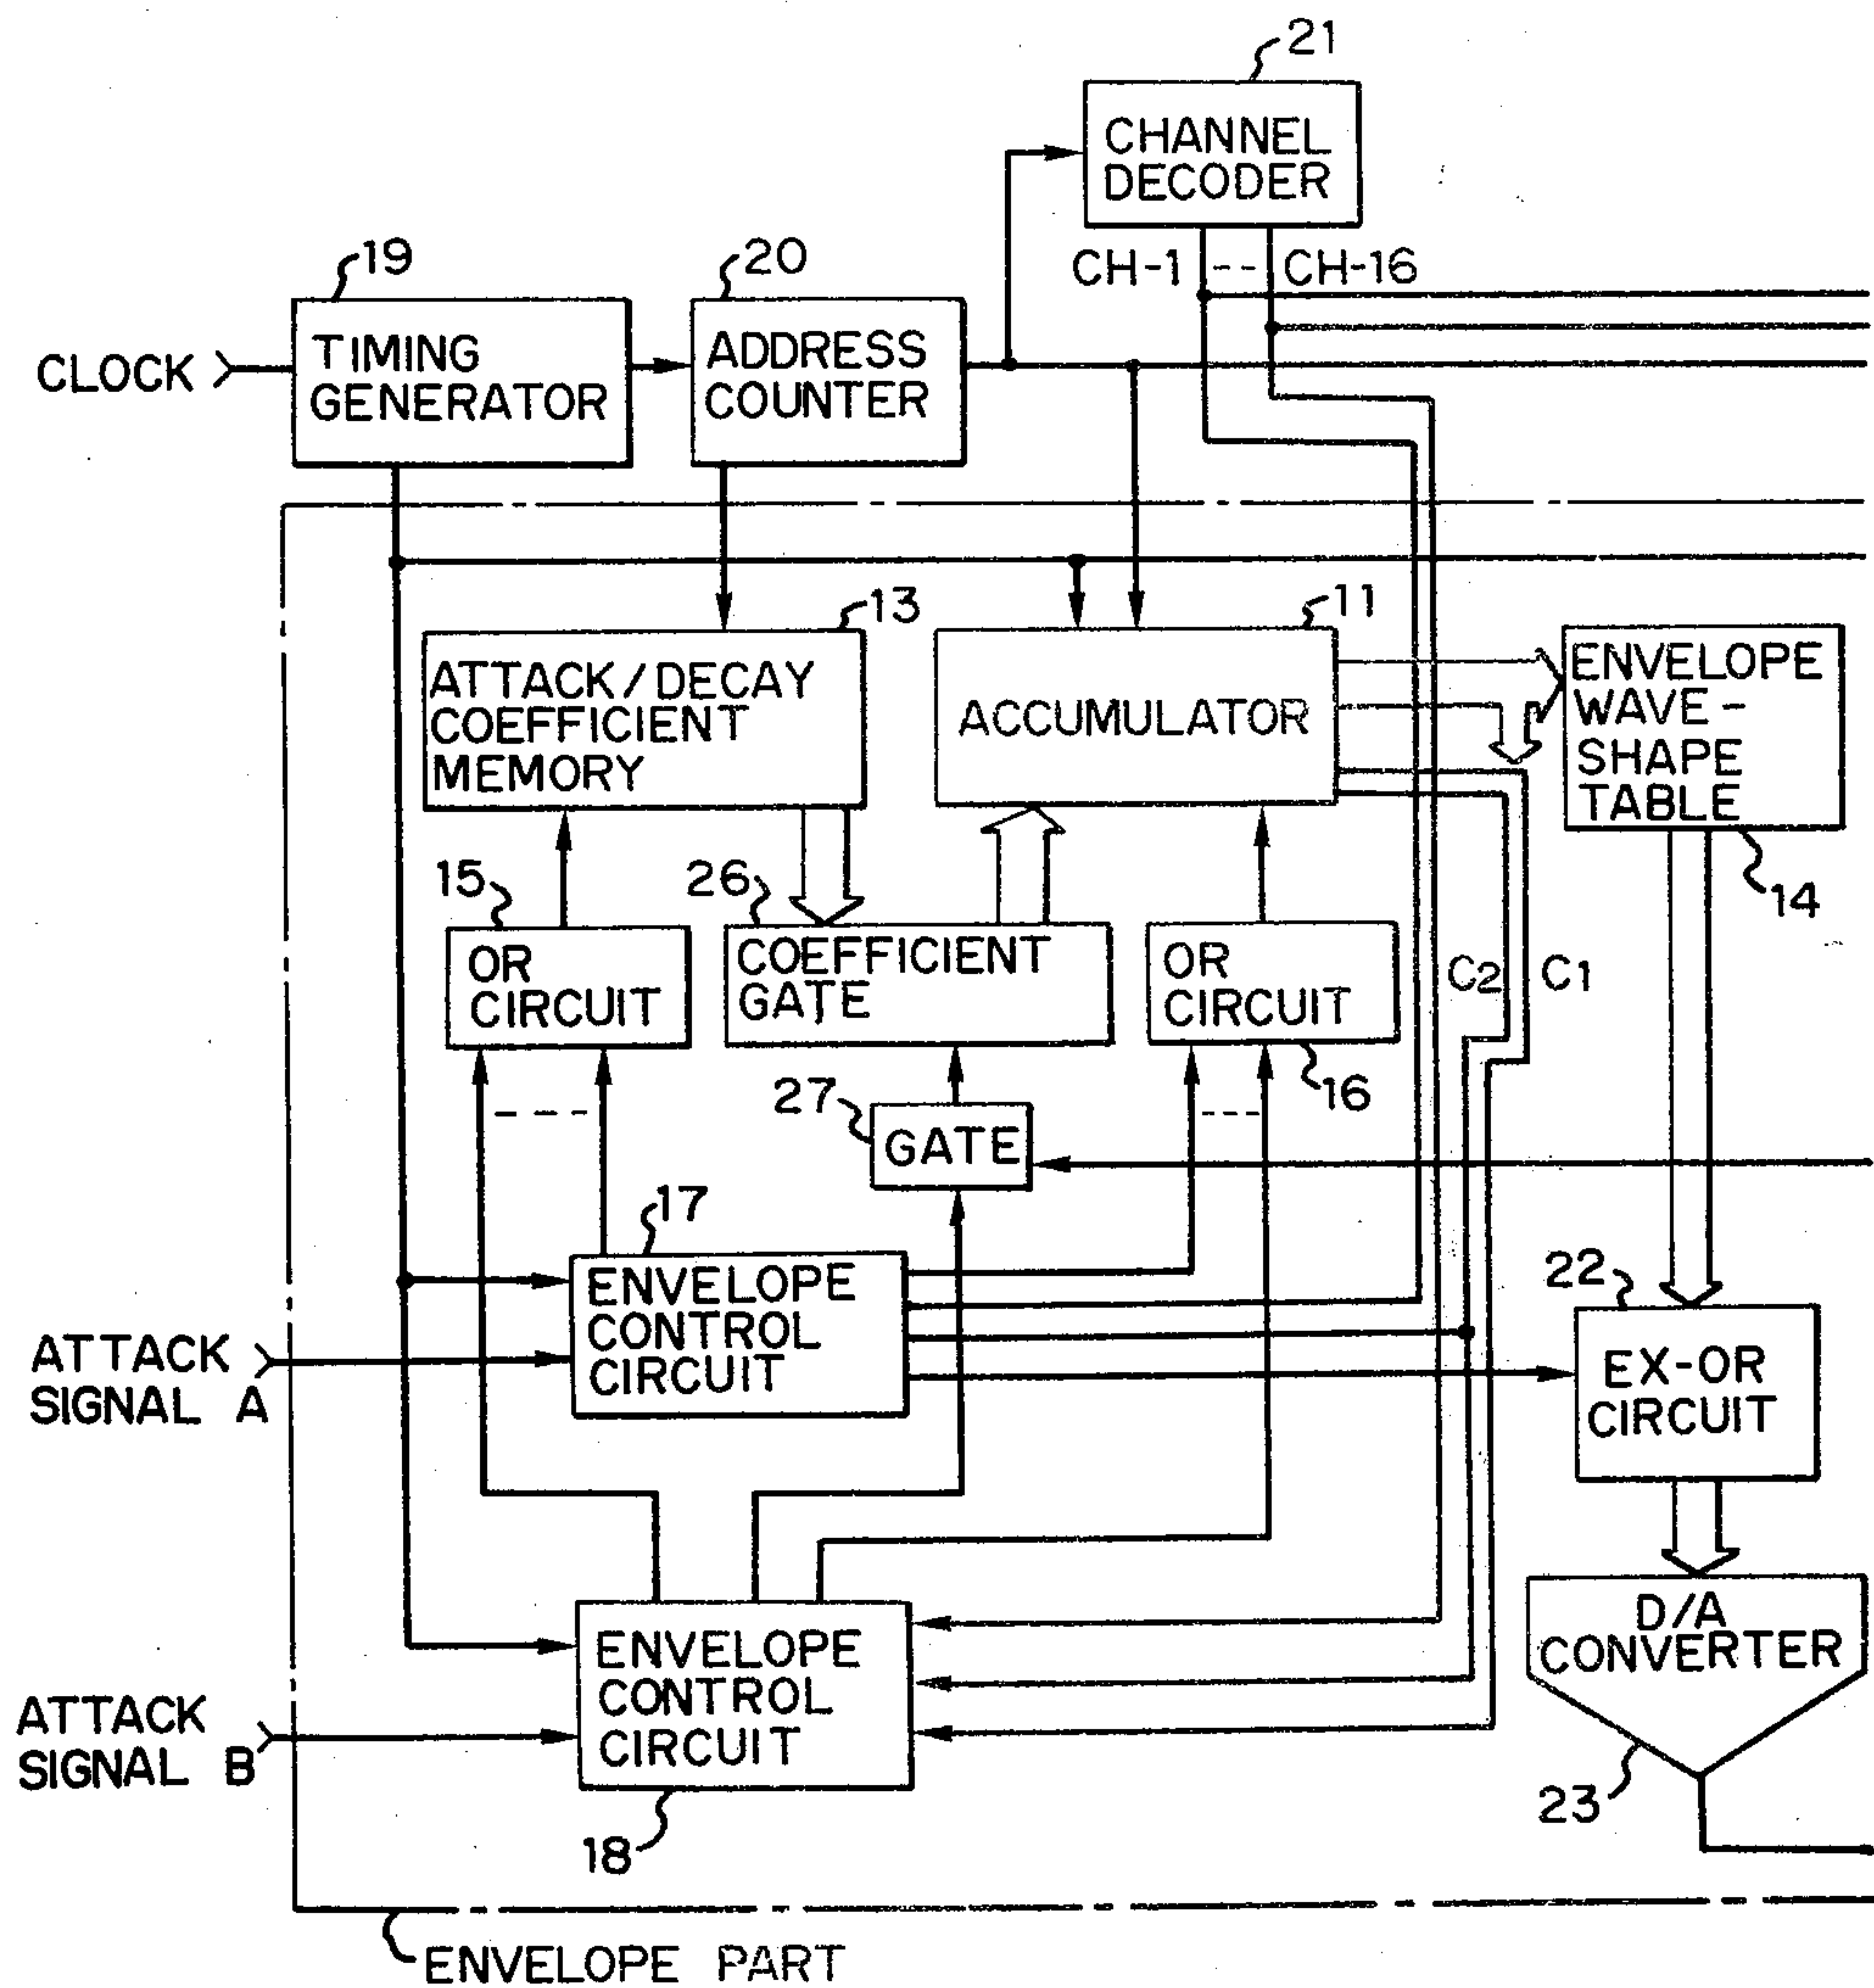 21
CHANNEL
DECODER
19
20
CH-1 -- CH-16
CLOCK
TIMING
GENERATOR
ADDRESS
COUNTER
13
11
ATTACK/DECAY
COEFFICIENT
MEMORY
ACCUMULATOR
ENVELOPE
WAVE-
SHAPE
TABLE
14
15
26
OR
CIRCUIT
COEFFICIENT
GATE
OR
CIRCUIT
C2
C1
16
27
GATE
17
ENVELOPE
CONTROL
CIRCUIT
22
EX-OR
CIRCUIT
ATTACK
SIGNAL A
ENVELOPE
CONTROL
CIRCUIT
D/A
CONVERTER
ATTACK
SIGNAL B
18
23
ENVELOPE PART